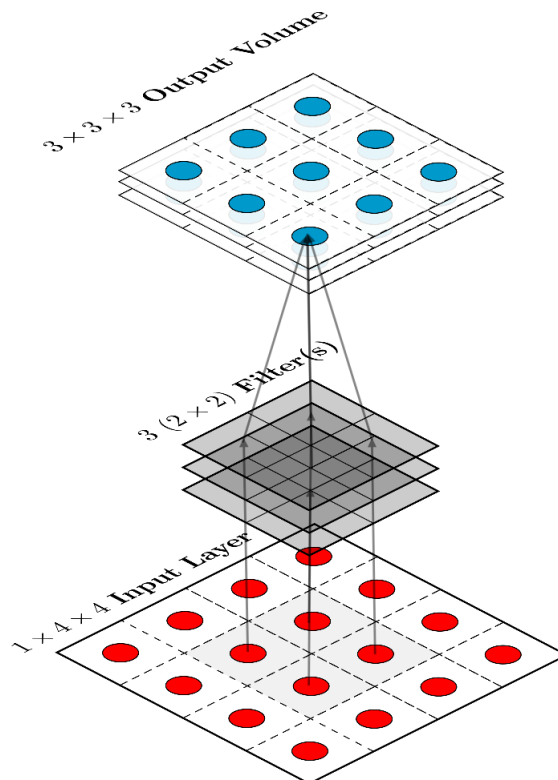 3 × 3 × 3 Output Volume
3 (2 × 2) Filter(s)
1 × 4 × 4 Input Layer